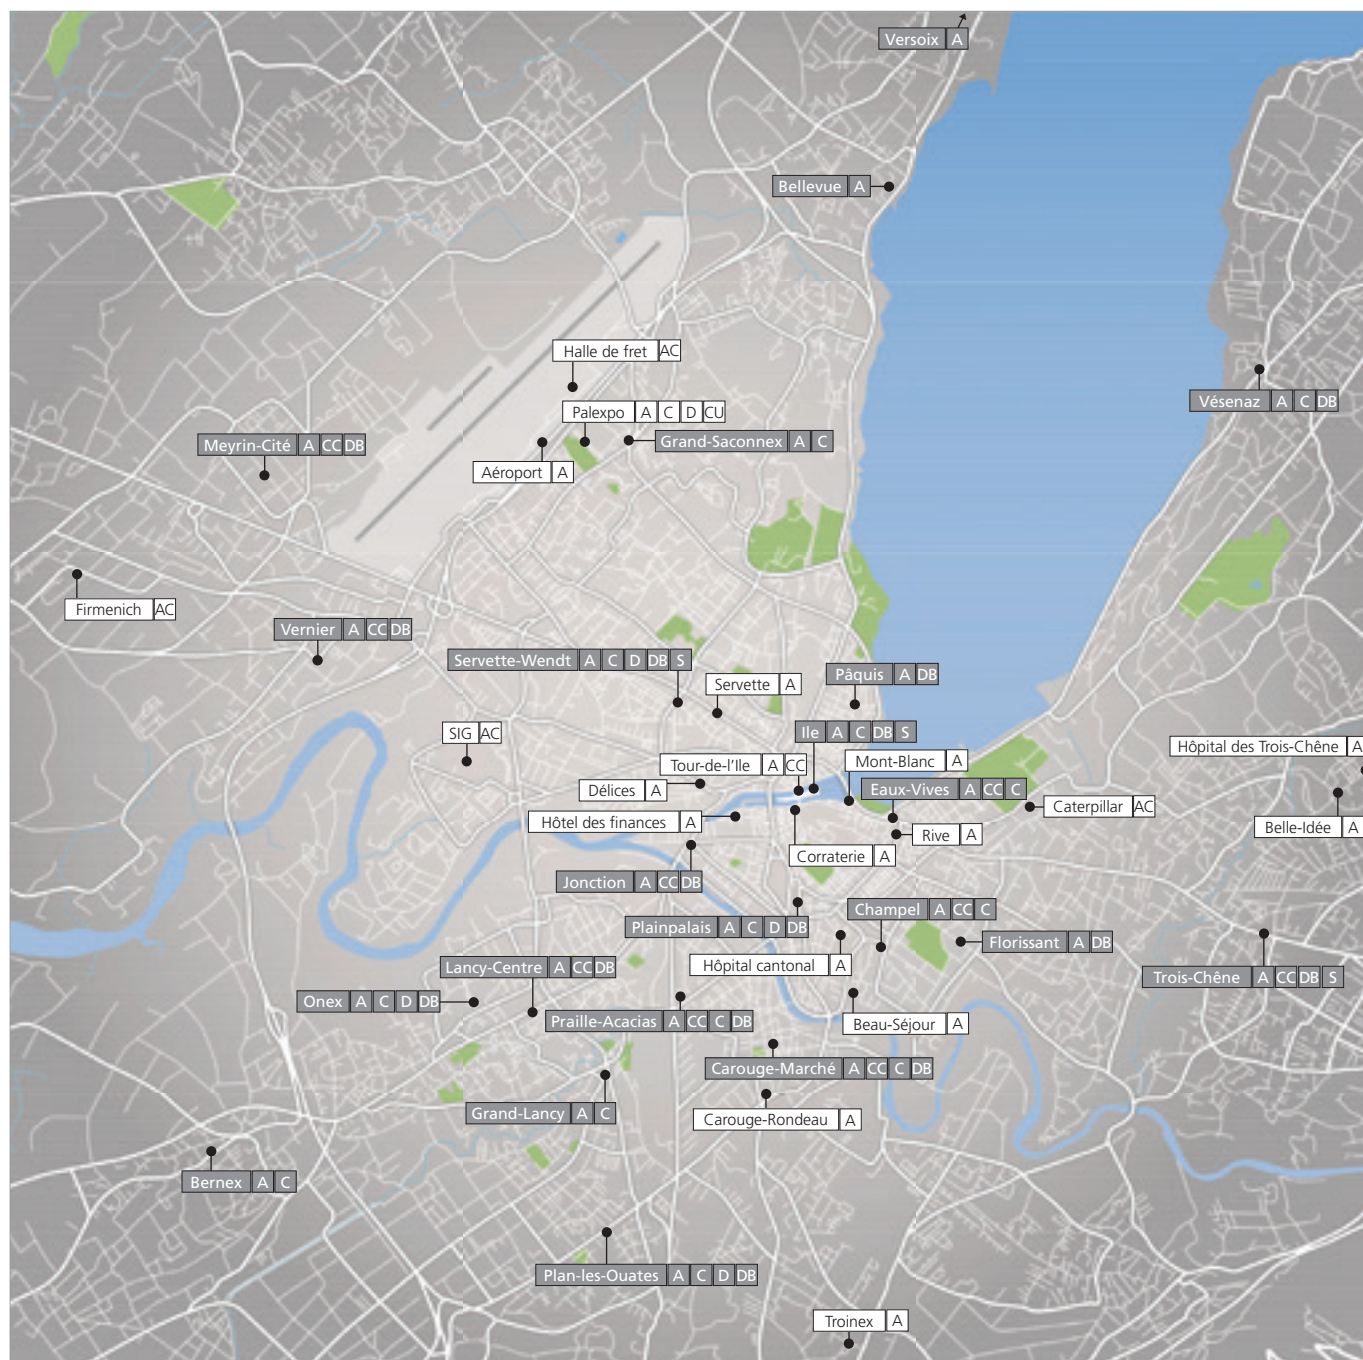 Versoix A
Bellevue A
Halle de fret AC
Vésenaz A C DB
Palexpo A C D CU
Meyrin-Cité A CC DB
Grand-Saconnex A C
Aéroport A
Firmenich AC
Vernier A CC DB
Servette-Wendt A C D DB S
Pâquis A DB
Servette A
SIG AC
Ile A C DB S
Hôpital des Trois-Chêne A
Tour-de-l'Ile A CC
Mont-Blanc A
Délices A
Eaux-Vives A CC C
Caterpillar AC
Hôtel des finances A
Belle-Idée A
Rive A
Corraterie A
Jonction A CC DB
Champel A CC C
Plainpalais A C D DB
Florissant A DB
Hôpital cantonal A
Lancy-Centre A CC DB
Trois-Chêne A CC DB S
Onex A C D DB
Praille-Acacias A CC C DB
Beau-Séjour A
Carouge-Marché A CC C DB
Grand-Lancy A C
Carouge-Rondeau A
Bernex A C
Plan-les-Ouates A C D DB
Troinex A